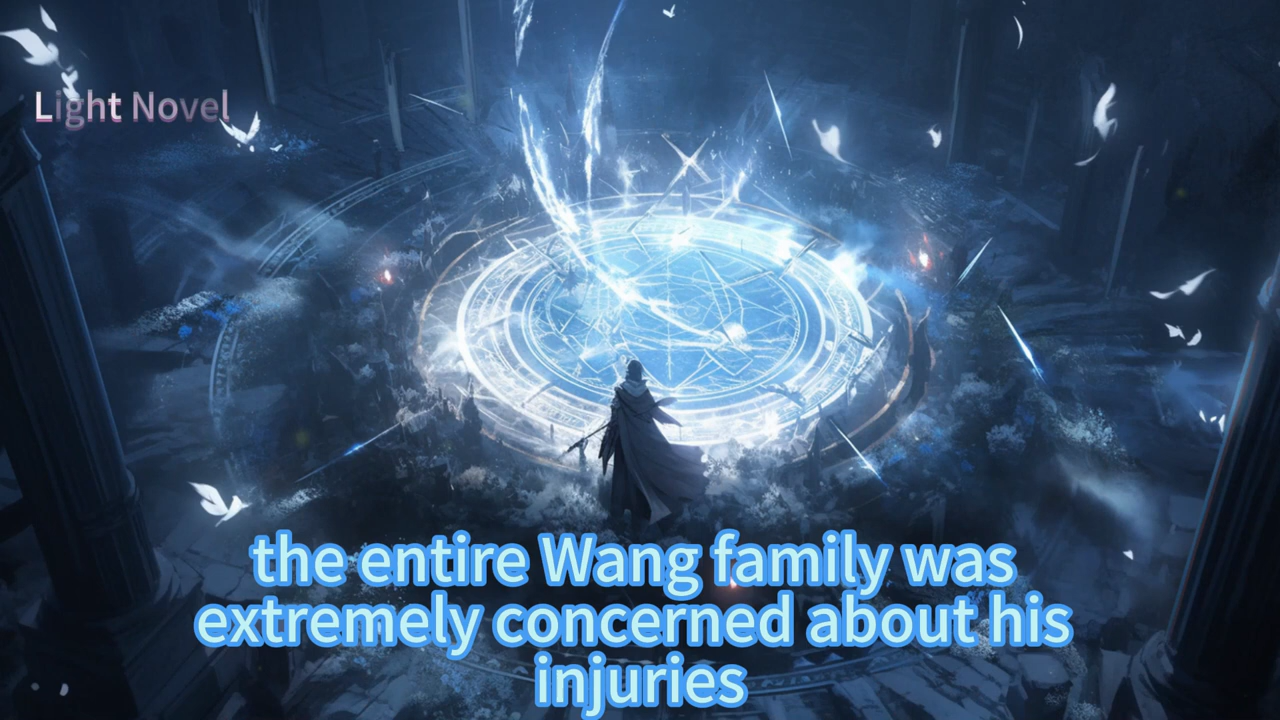 Light Novel
the entire Wang family was
extremely concerned about his
injuries